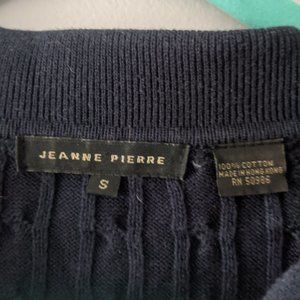 JEANNE PIERRE
S
100% COTTON
MADE IN HONG KONG
RN 50986